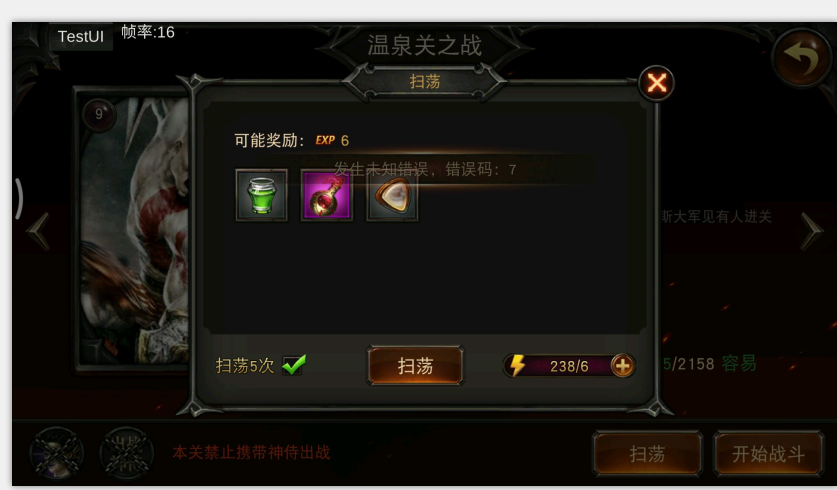 TestUI
帧率:16
温泉关之战
扫荡
9
可能奖励： EXP 6
发生未知错误，错误码：7
斯大军见有人进关
扫荡5次
扫荡
238/6
5/2158 容易
本关禁止携带神侍出战
扫荡
开始战斗